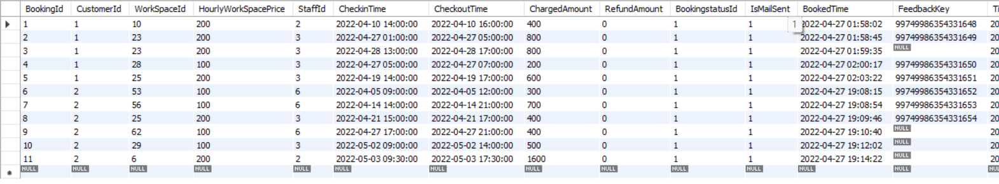 BookingId CustomerId WorkSpaceId HourlyWorkSpacePrice StaffId CheckinTime CheckoutTime ChargedAmount RefundAmount BookingstatusId IsMailSent BookedTime FeedbackKey
1 1 10 200 2 2022-04-10 14:00:00 2022-04-10 16:00:00 400 0 1 1 1 2022-04-27 01:58:02 99749986354331648 20
2 1 23 200 3 2022-04-27 01:00:00 2022-04-27 05:00:00 800 0 1 1 2022-04-27 01:58:45 99749986354331649 20
3 1 23 200 3 2022-04-28 13:00:00 2022-04-28 17:00:00 800 0 1 1 2022-04-27 01:59:35 NULL 20
4 1 28 100 3 2022-04-27 05:00:00 2022-04-27 07:00:00 200 0 1 1 2022-04-27 02:00:17 99749986354331650 20
5 1 25 200 3 2022-04-19 14:00:00 2022-04-19 17:00:00 600 0 1 1 2022-04-27 02:03:22 99749986354331651 20
6 2 53 100 6 2022-04-05 09:00:00 2022-04-05 12:00:00 300 0 1 1 2022-04-27 19:08:15 99749986354331652 20
7 2 56 100 6 2022-04-14 14:00:00 2022-04-14 21:00:00 700 0 1 1 2022-04-27 19:08:54 99749986354331653 20
8 2 25 200 3 2022-04-21 15:00:00 2022-04-21 17:00:00 400 0 1 1 2022-04-27 19:09:46 99749986354331654 20
9 2 62 100 6 2022-04-27 17:00:00 2022-04-27 21:00:00 400 0 1 1 2022-04-27 19:10:40 NULL 20
10 2 29 100 3 2022-05-02 09:00:00 2022-05-02 14:00:00 500 0 1 1 2022-04-27 19:12:02 NULL 20
11 2 6 200 2 2022-05-03 09:30:00 2022-05-03 17:30:00 1600 0 1 1 2022-04-27 19:14:22 NULL 20
NULL NULL NULL NULL NULL NULL NULL NULL NULL NULL NULL NULL NULL